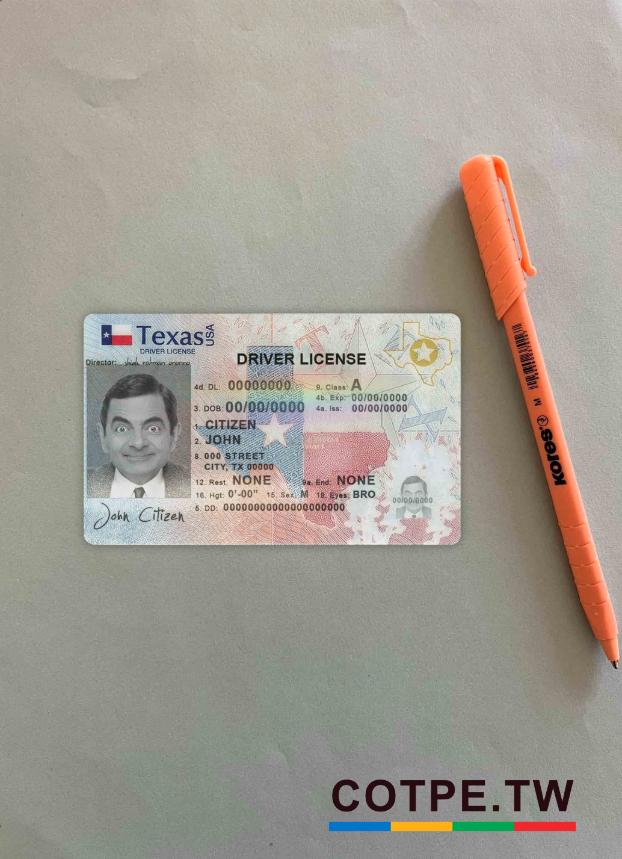 Texas USA
DRIVER LICENSE
Director:
DRIVER LICENSE
4d. DL: 00000000 9. Class: A
4b. Exp: 00/00/0000
3. DOB: 00/00/0000 4a. Iss: 00/00/0000
1. CITIZEN
2. JOHN
8. 000 STREET
CITY, TX 00000
12. Rest. NONE 9a. End: NONE
16. Hgt: 0'-00" 15. Sex. M 18. Eyes: BRO
5. DD: 00000000000000000000
00/00/0000
John Citizen
Kores
M
COTPE.TW